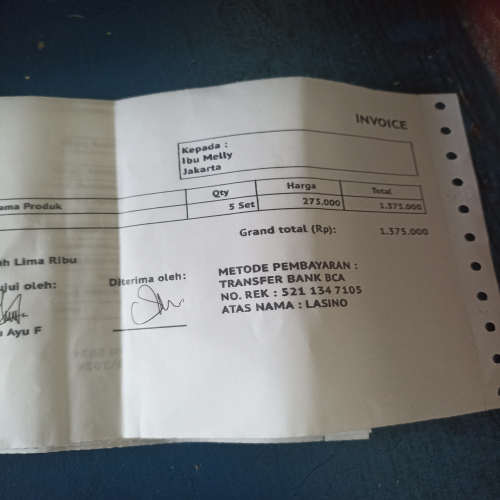 INVOICE
Kepada :
Ibu Melly
Jakarta
ama Produk Qty Harga Total
5 Set 275.000 1.375.000
Grand total (Rp): 1.375.000
uh Lima Ribu
ujui oleh: Diterima oleh:
Ayu F
METODE PEMBAYARAN :
TRANSFER BANK BCA
NO. REK : 521 134 7105
ATAS NAMA : LASINO